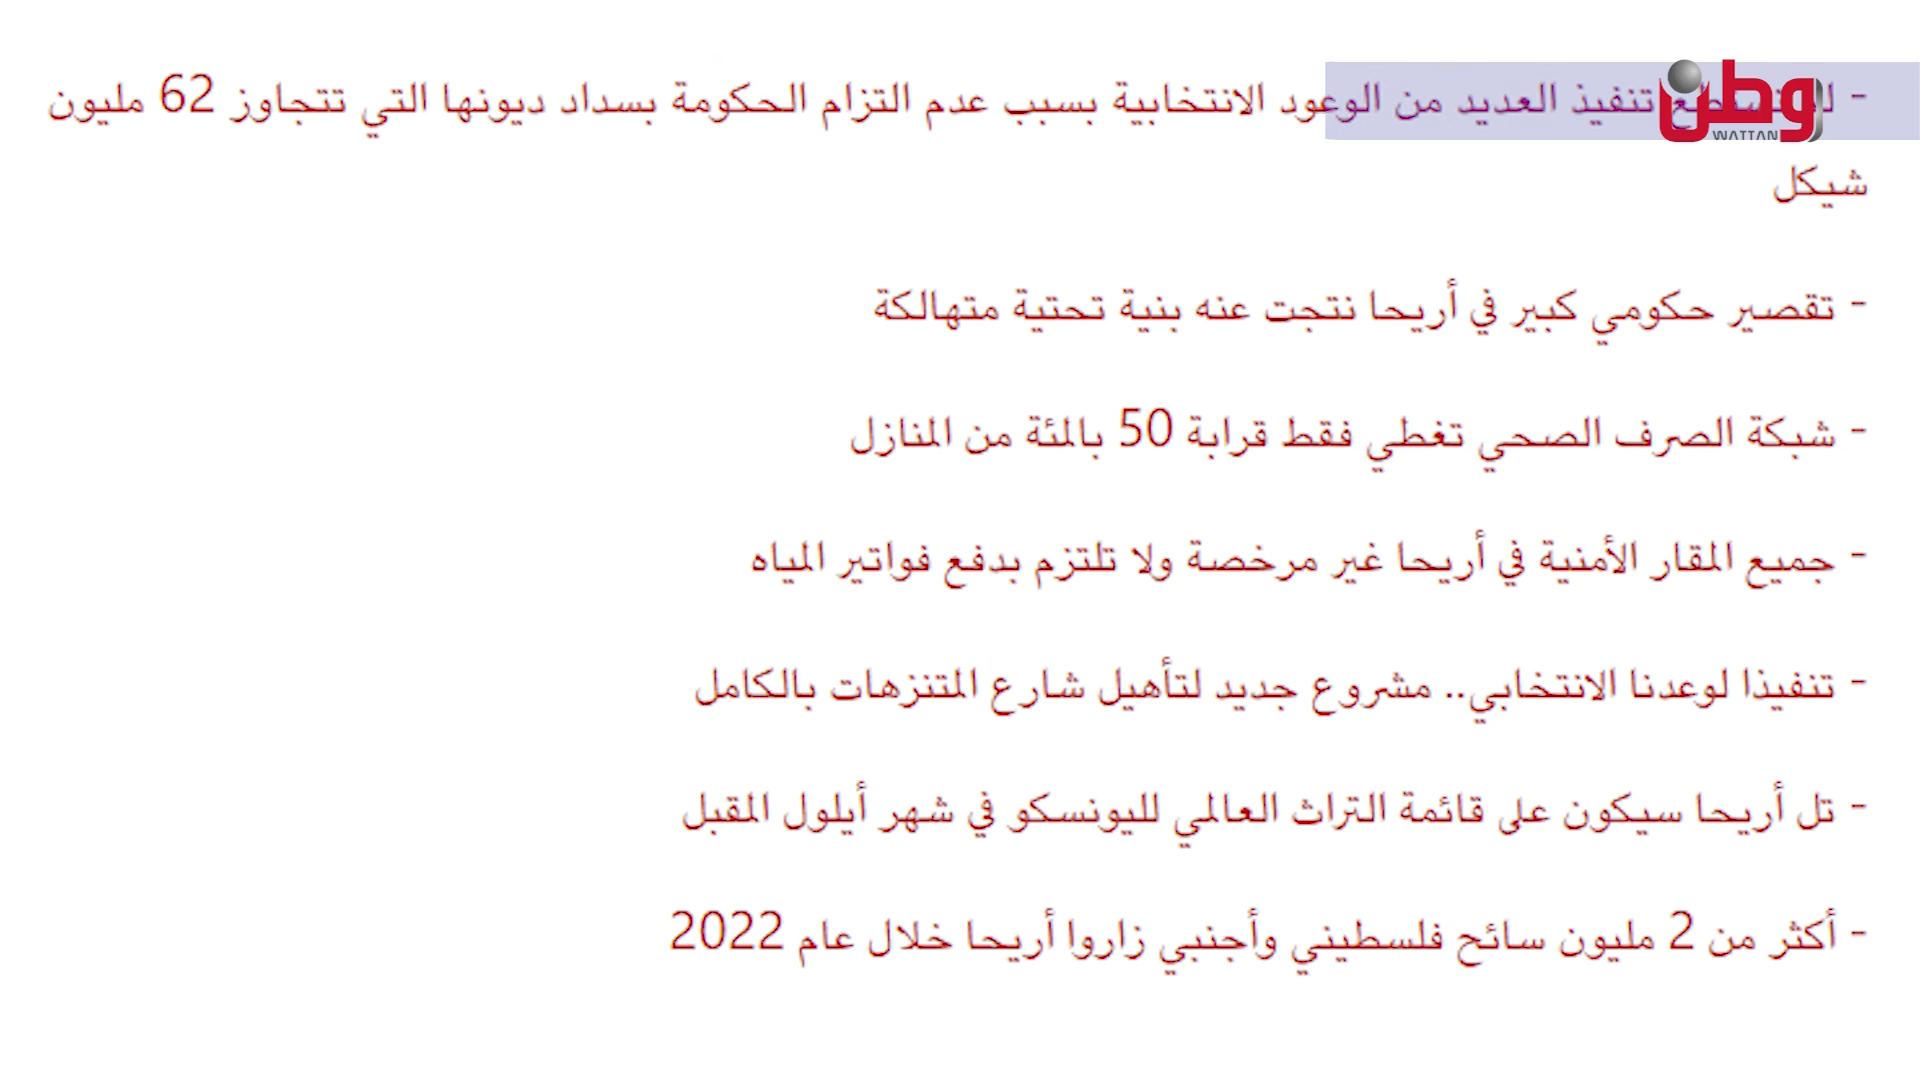 - تنفيذ العديد من الوعود الانتخابية بسبب عدم التزام الحكومة بسداد ديونها التي تتجاوز 62 مليون
شيكل
- تقصير حكومي كبير في أريحا نتجت عنه بنية تحتية متهالكة
- شبكة الصرف الصحي تغطي فقط قرابة 50 بالمئة من المنازل
- جميع المقار الأمنية في أريحا غير مرخصة ولا تلتزم بدفع فواتير المياه
- تنفيذا لوعدنا الانتخابي.. مشروع جديد لتأهيل شارع المتنزهات بالكامل
- تل أريحا سيكون على قائمة التراث العالمي لليونسكو في شهر أيلول المقبل
- أكثر من 2 مليون سائح فلسطيني وأجنبي زاروا أريحا خلال عام 2022
وطن
WATTAN